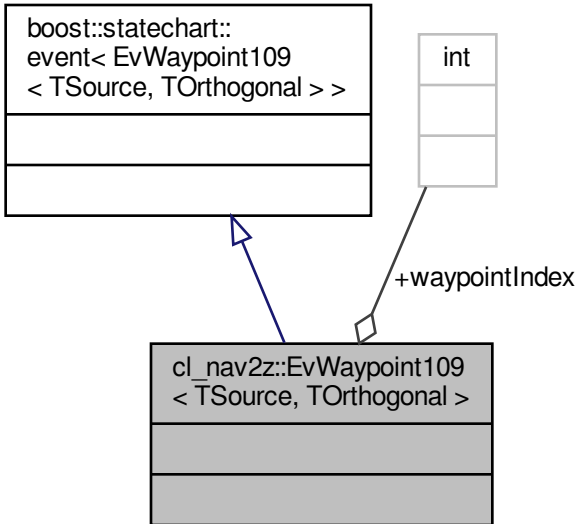 boost::statechart::
event< EvWaypoint109
< TSource, TOrthogonal > >
int
+waypointIndex
cl_nav2z::EvWaypoint109
< TSource, TOrthogonal >